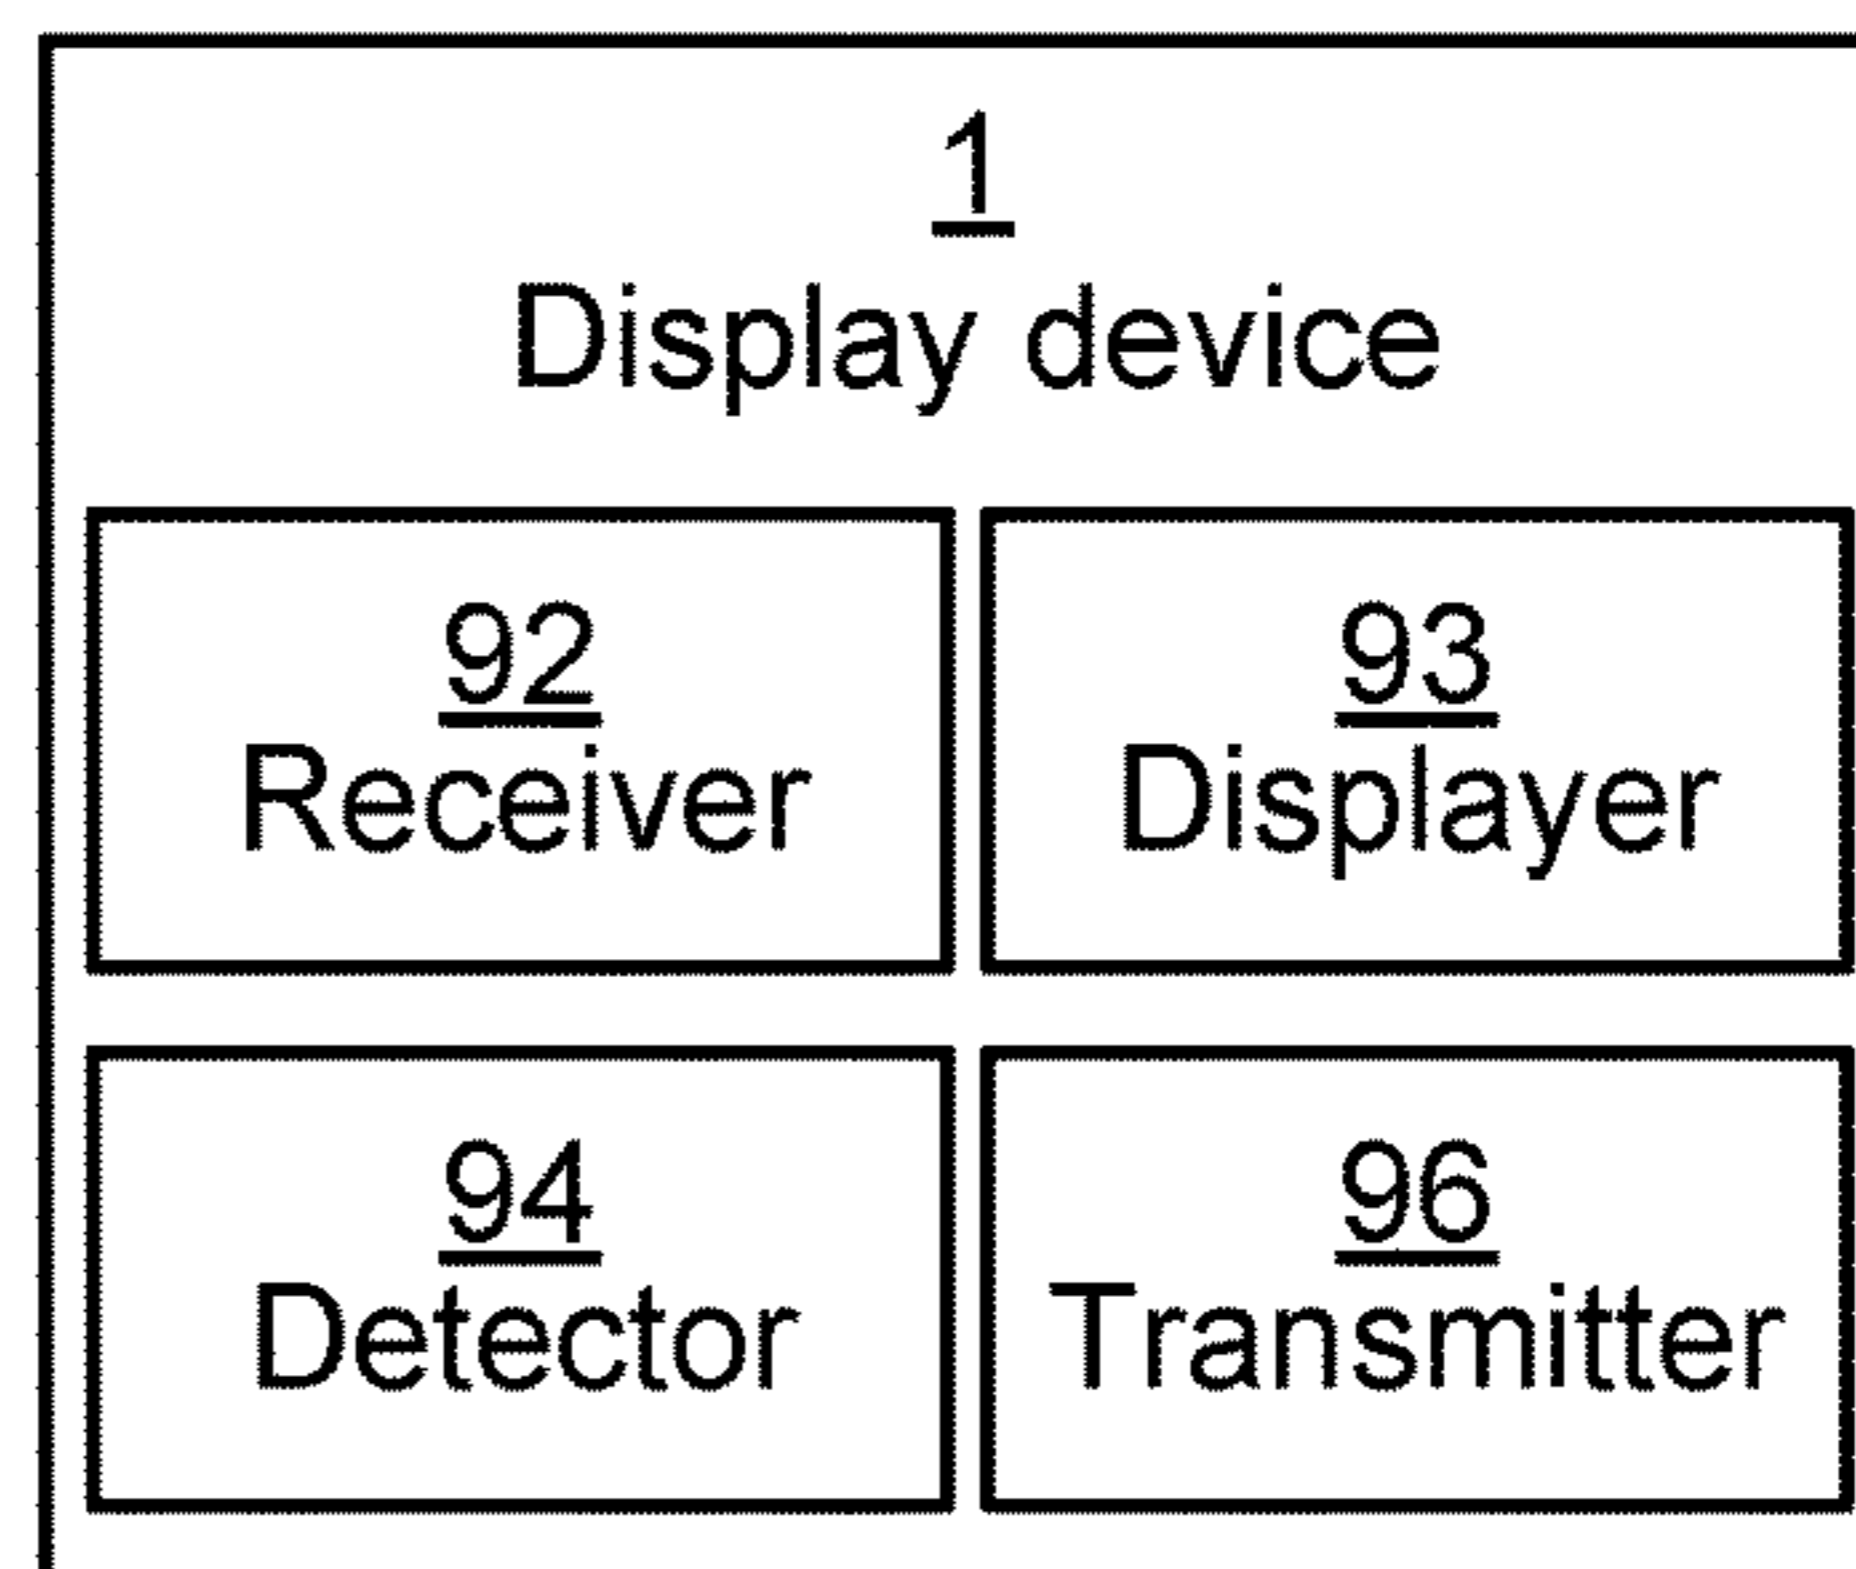 1
Display device
92
Receiver
93
Displayer
94
Detector
96
Transmitter